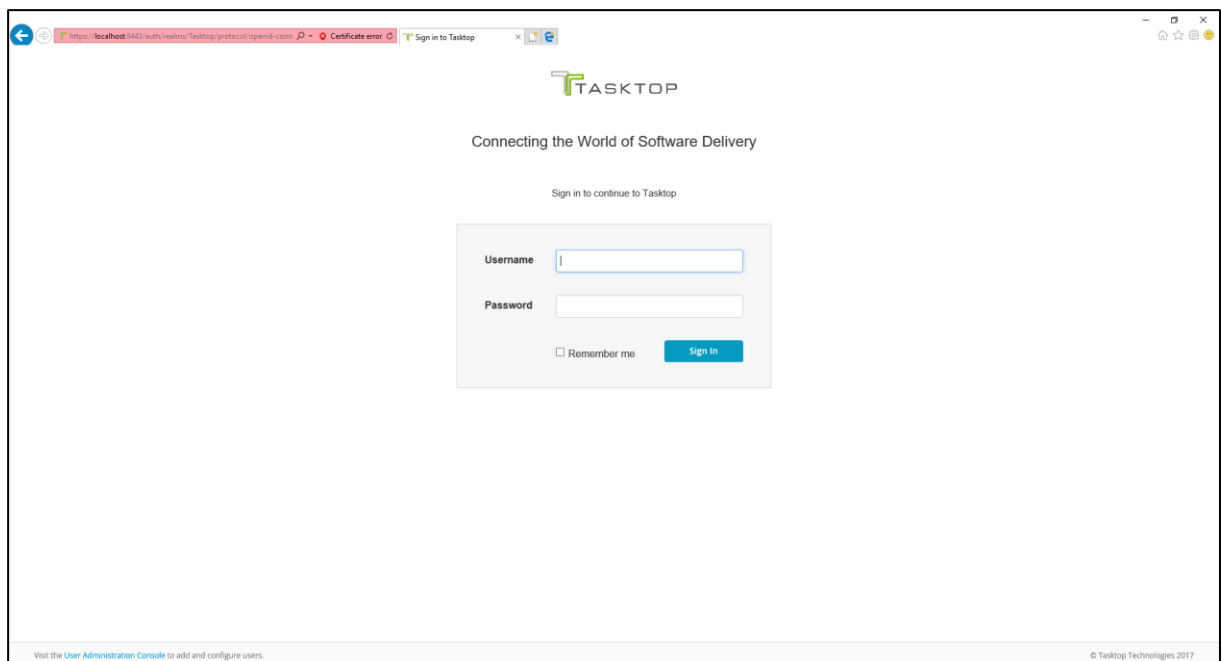 https://localhost:8443/auth/realms/Tasktop/protocol/openid-conn Certificate error Sign in to Tasktop
TASKTOP
Connecting the World of Software Delivery
Sign in to continue to Tasktop
Username
Password
Remember me Sign In
Visit the User Administration Console to add and configure users. © Tasktop Technologies 2017